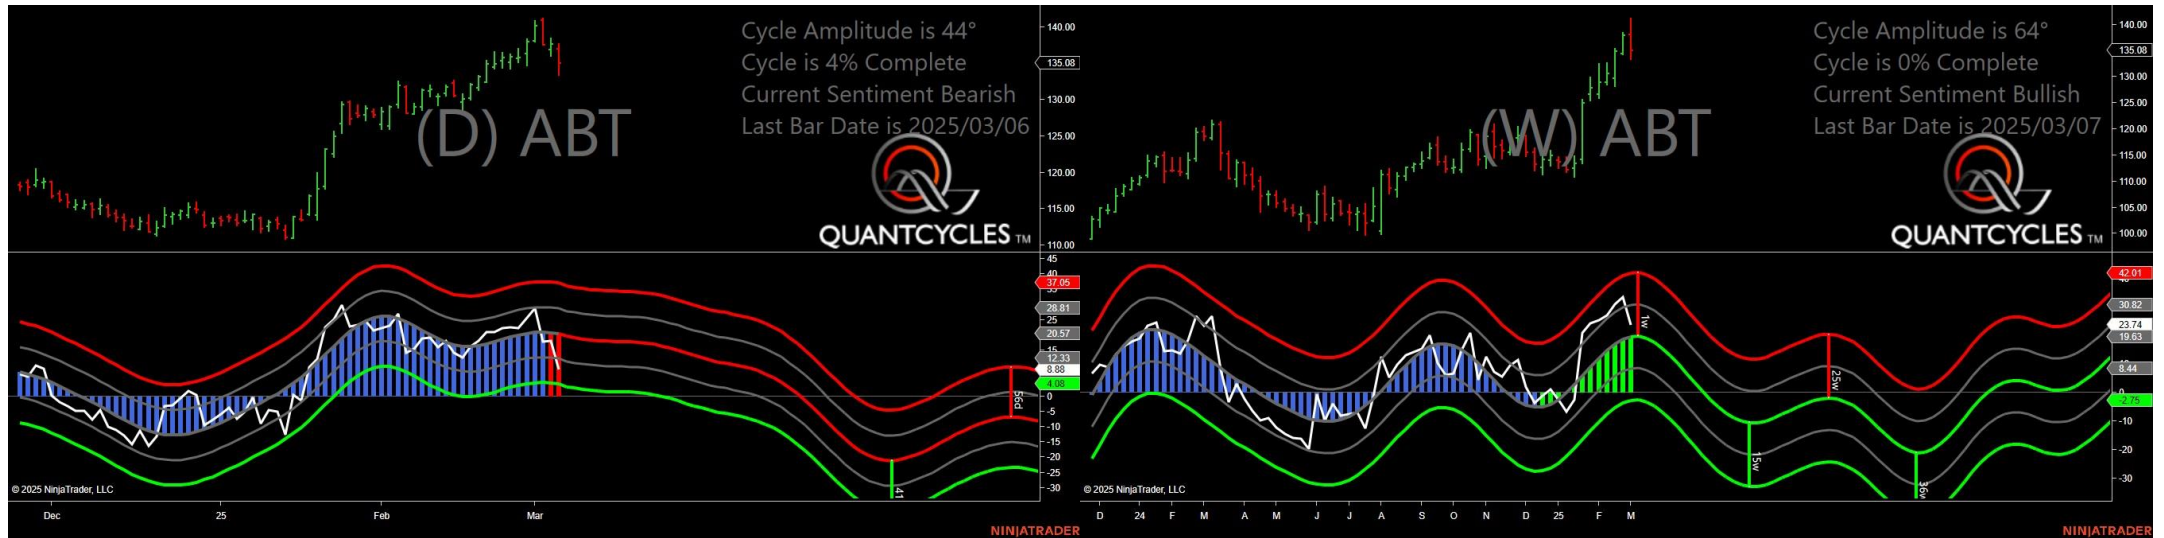 Cycle Amplitude is 44°
Cycle is 4% Complete
Current Sentiment Bearish
Last Bar Date is 2025/03/06
(D) ABT
QUANTCYCLES TM
140.00
135.08
130.00
125.00
120.00
115.00
110.00
45
40
37.05
28.81
25
20.57
15
12.33
8.88
4.08
0
-5
-10
-15
-20
-25
-30
56d
41
© 2025 NinjaTrader, LLC
Dec 25 Feb Mar
NINJATRADER
Cycle Amplitude is 64°
Cycle is 0% Complete
Current Sentiment Bullish
Last Bar Date is 2025/03/07
(W) ABT
QUANTCYCLES TM
140.00
135.08
130.00
125.00
120.00
115.00
110.00
105.00
100.00
42.01
30.82
23.74
19.63
8.44
0
-2.75
-10
-20
-30
1w
25w
15w
36w
© 2025 NinjaTrader, LLC
D 24 F M A M J J A S O N D 25 F M
NINJATRADER